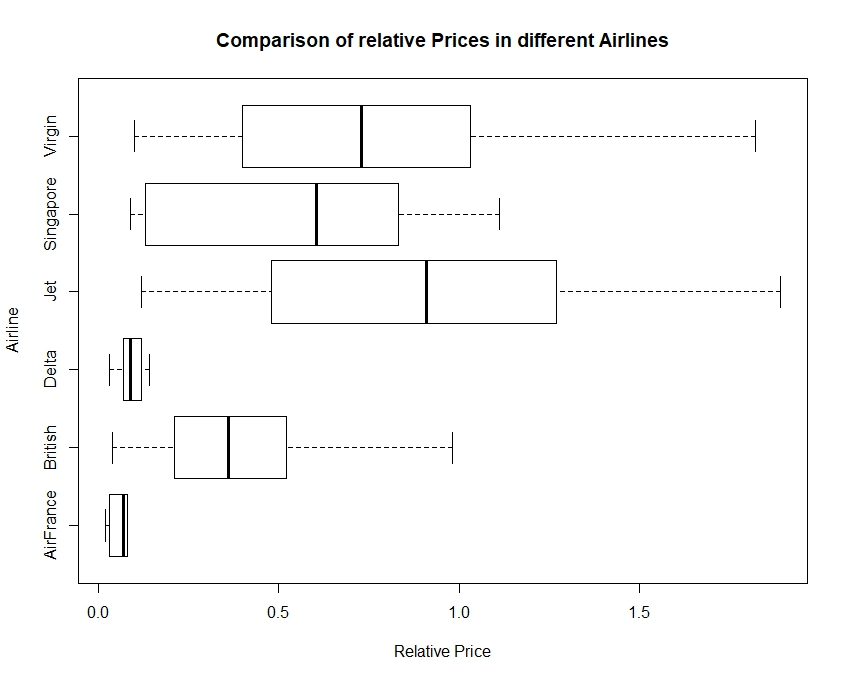 Comparison of relative Prices in different Airlines
Airline
Virgin
Singapore
Jet
Delta
British
AirFrance
0.0 0.5 1.0 1.5
Relative Price